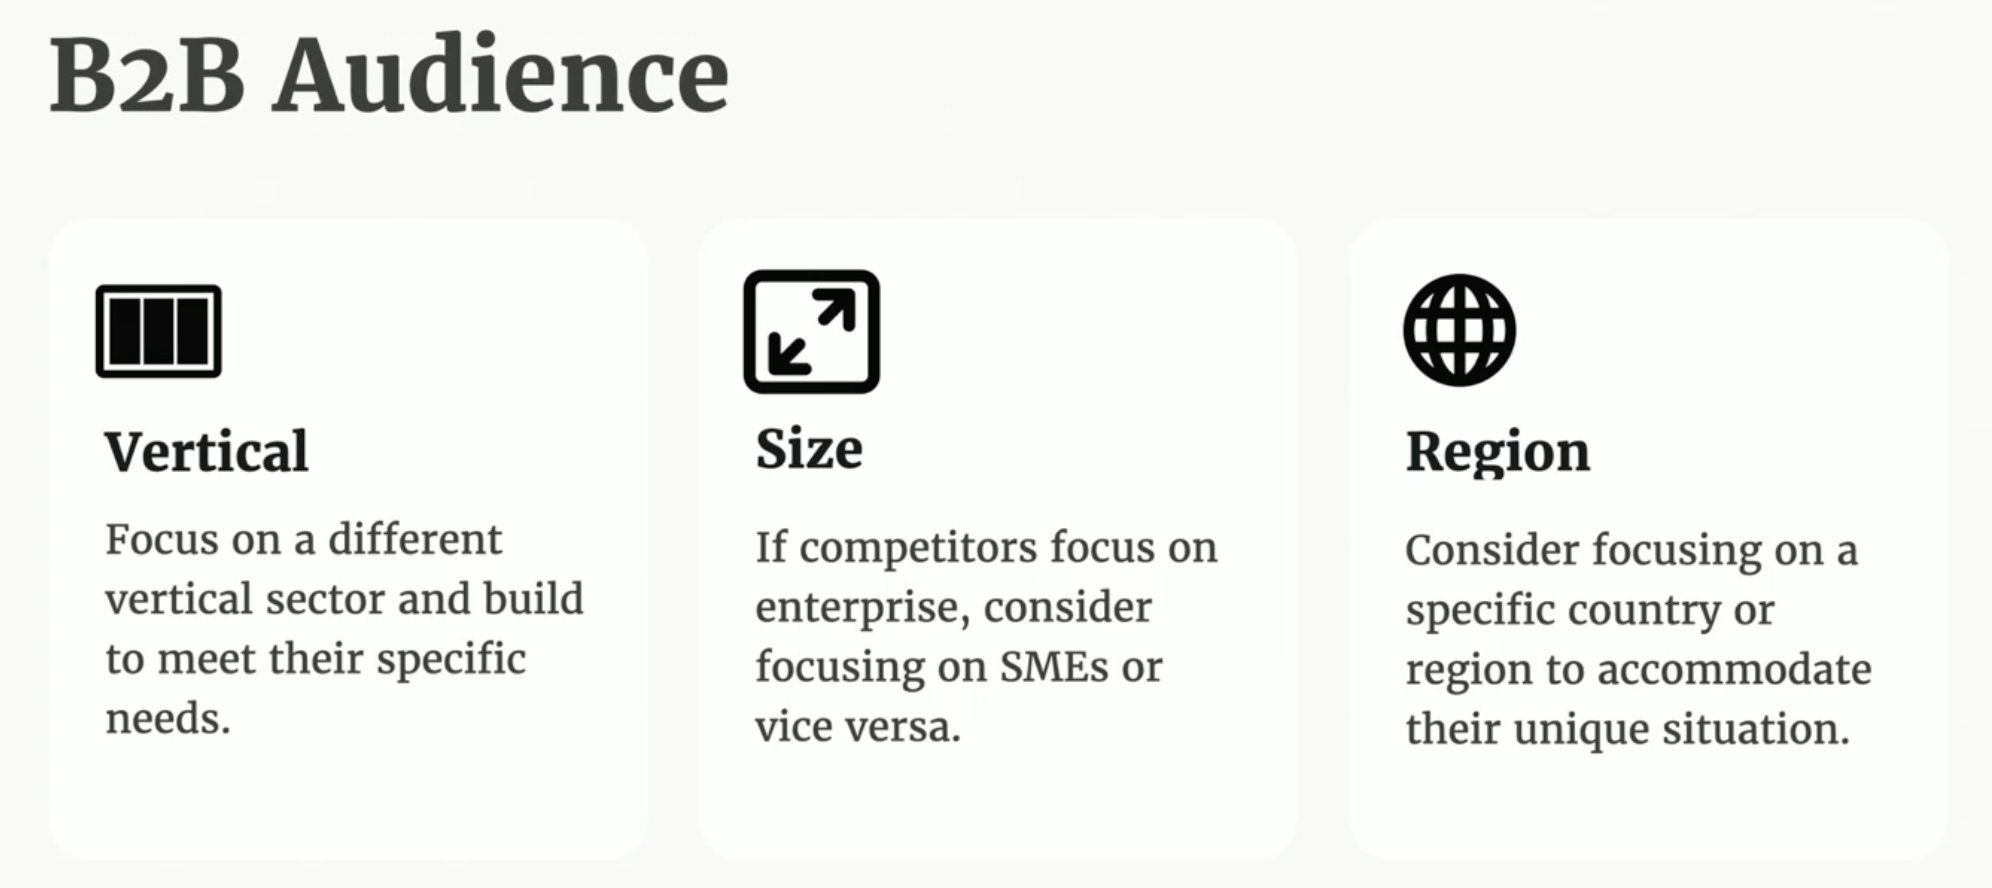 B2B Audience
Vertical
Focus on a different
vertical sector and build
to meet their specific
needs.
Size
If competitors focus on
enterprise, consider
focusing on SMEs or
vice versa.
Region
Consider focusing on a
specific country or
region to accommodate
their unique situation.